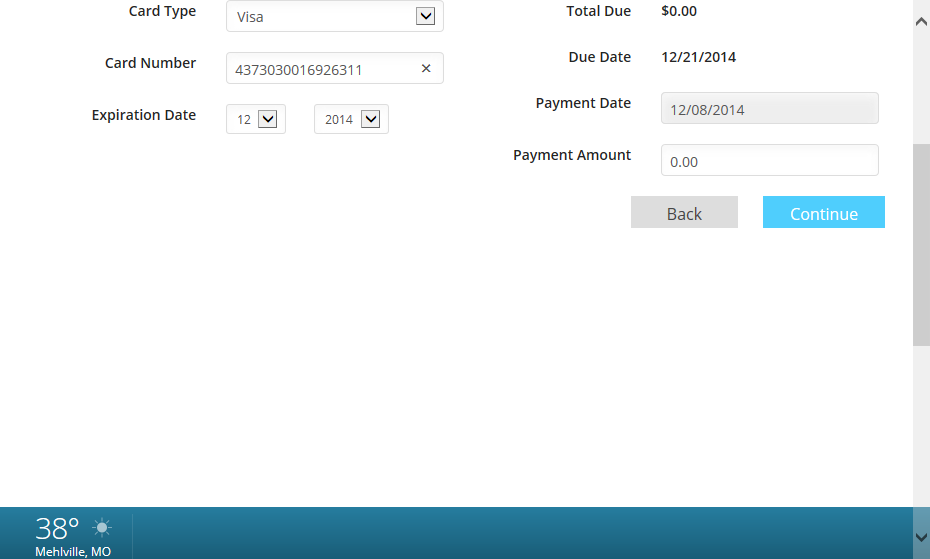 Card Type Visa
Card Number 4373030016926311 ×
Expiration Date 12 2014
Total Due $0.00
Due Date 12/21/2014
Payment Date 12/08/2014
Payment Amount 0.00
Back Continue
38°
Mehlville, MO